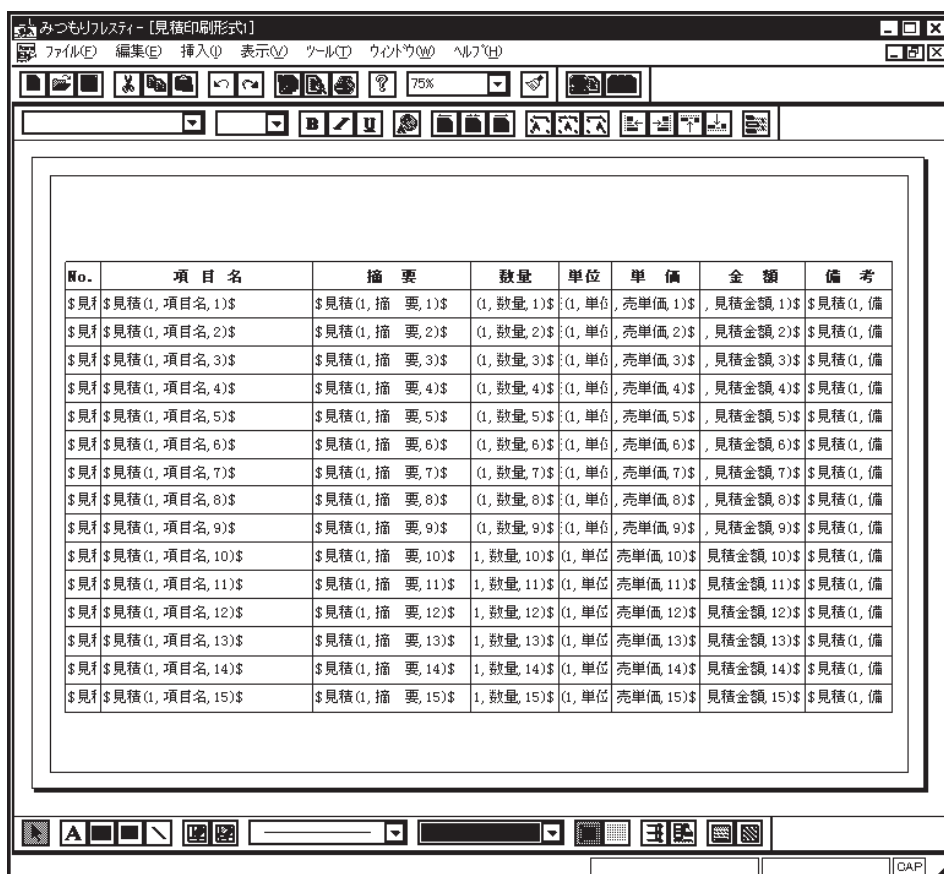 みつもりフレスティ - [見積印刷形式1]
ファイル(F) 編集(E) 挿入(I) 表示(V) ツール(T) ウィンドウ(W) ヘルプ(H)
75%
B I U
No. 項 目 名 摘 要 数量 単位 単 価 金 額 備 考
$見積 $見積(1, 項目名, 1)$ $見積(1, 摘 要, 1)$ (1, 数量, 1)$ (1, 単位 , 売単価, 1)$ , 見積金額, 1)$ $見積(1, 備
$見積 $見積(1, 項目名, 2)$ $見積(1, 摘 要, 2)$ (1, 数量, 2)$ (1, 単位 , 売単価, 2)$ , 見積金額, 2)$ $見積(1, 備
$見積 $見積(1, 項目名, 3)$ $見積(1, 摘 要, 3)$ (1, 数量, 3)$ (1, 単位 , 売単価, 3)$ , 見積金額, 3)$ $見積(1, 備
$見積 $見積(1, 項目名, 4)$ $見積(1, 摘 要, 4)$ (1, 数量, 4)$ (1, 単位 , 売単価, 4)$ , 見積金額, 4)$ $見積(1, 備
$見積 $見積(1, 項目名, 5)$ $見積(1, 摘 要, 5)$ (1, 数量, 5)$ (1, 単位 , 売単価, 5)$ , 見積金額, 5)$ $見積(1, 備
$見積 $見積(1, 項目名, 6)$ $見積(1, 摘 要, 6)$ (1, 数量, 6)$ (1, 単位 , 売単価, 6)$ , 見積金額, 6)$ $見積(1, 備
$見積 $見積(1, 項目名, 7)$ $見積(1, 摘 要, 7)$ (1, 数量, 7)$ (1, 単位 , 売単価, 7)$ , 見積金額, 7)$ $見積(1, 備
$見積 $見積(1, 項目名, 8)$ $見積(1, 摘 要, 8)$ (1, 数量, 8)$ (1, 単位 , 売単価, 8)$ , 見積金額, 8)$ $見積(1, 備
$見積 $見積(1, 項目名, 9)$ $見積(1, 摘 要, 9)$ (1, 数量, 9)$ (1, 単位 , 売単価, 9)$ , 見積金額, 9)$ $見積(1, 備
$見積 $見積(1, 項目名, 10)$ $見積(1, 摘 要, 10)$ 1, 数量, 10)$ (1, 単位 売単価, 10)$ 見積金額, 10)$ $見積(1, 備
$見積 $見積(1, 項目名, 11)$ $見積(1, 摘 要, 11)$ 1, 数量, 11)$ (1, 単位 売単価, 11)$ 見積金額, 11)$ $見積(1, 備
$見積 $見積(1, 項目名, 12)$ $見積(1, 摘 要, 12)$ 1, 数量, 12)$ (1, 単位 売単価, 12)$ 見積金額, 12)$ $見積(1, 備
$見積 $見積(1, 項目名, 13)$ $見積(1, 摘 要, 13)$ 1, 数量, 13)$ (1, 単位 売単価, 13)$ 見積金額, 13)$ $見積(1, 備
$見積 $見積(1, 項目名, 14)$ $見積(1, 摘 要, 14)$ 1, 数量, 14)$ (1, 単位 売単価, 14)$ 見積金額, 14)$ $見積(1, 備
$見積 $見積(1, 項目名, 15)$ $見積(1, 摘 要, 15)$ 1, 数量, 15)$ (1, 単位 売単価, 15)$ 見積金額, 15)$ $見積(1, 備
A
CAP